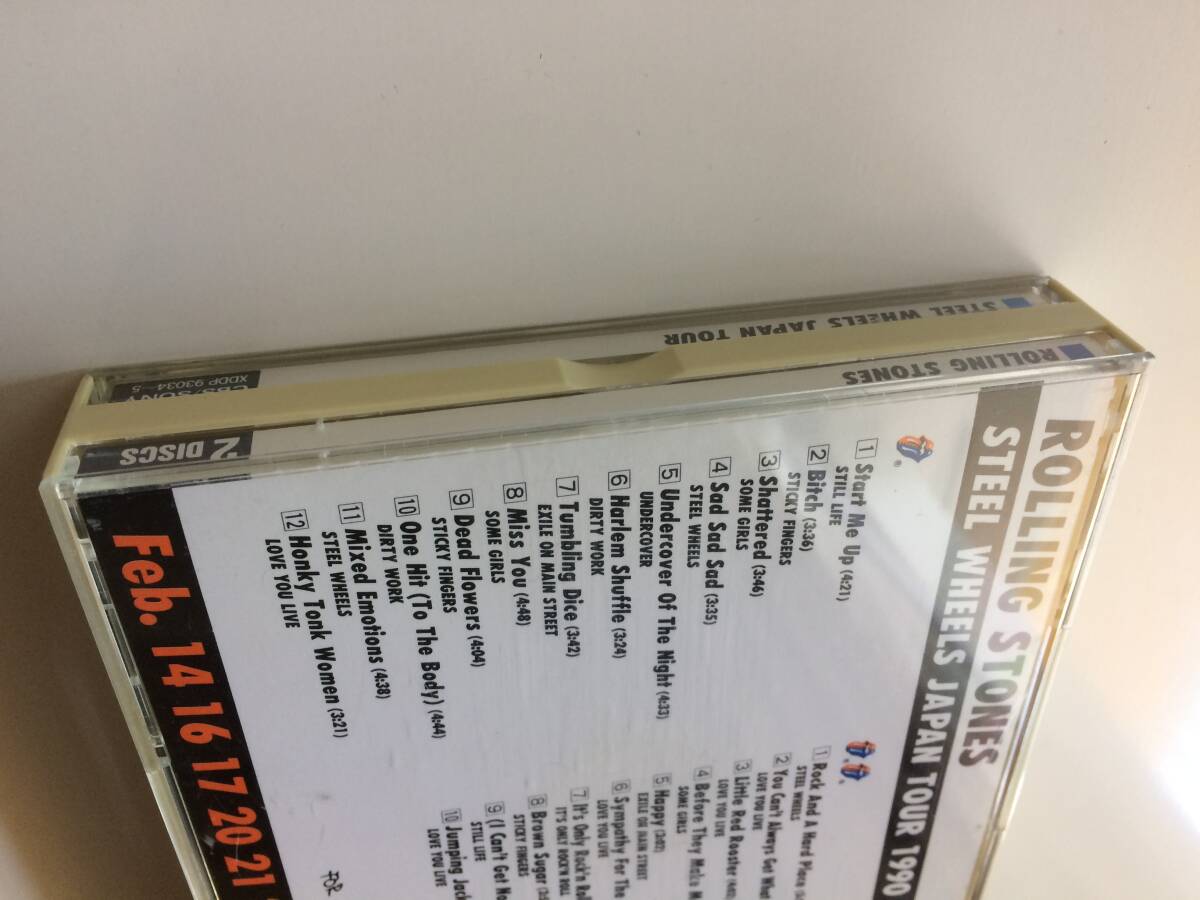 STEEL WHEELS JAPAN TOUR
CBS/SONY
XDDP 93034~5
ROLLING STONES
2 DISCS
ROLLING STONES
STEEL WHEELS JAPAN TOUR 1990
®
1 Start Me Up (4:21)
STILL LIFE
2 Bitch (3:36)
STICKY FINGERS
3 Shattered (3:46)
SOME GIRLS
4 Sad Sad Sad (3:35)
STEEL WHEELS
5 Undercover Of The Night (4:33)
UNDERCOVER
6 Harlem Shuffle (3:24)
DIRTY WORK
7 Tumbling Dice (3:42)
EXILE ON MAIN STREET
8 Miss You (4:48)
SOME GIRLS
9 Dead Flowers (4:04)
STICKY FINGERS
10 One Hit (To The Body) (4:44)
DIRTY WORK
11 Mixed Emotions (4:38)
STEEL WHEELS
12 Honky Tonk Women (3:21)
LOVE YOU LIVE
1 Rock And A Hard Place
STEEL WHEELS
2 You Can't Always Get What
LOVE YOU LIVE
3 Little Red Rooster
LOVE YOU LIVE
4 Before They Make M
SOME GIRLS
5 Happy
EXILE ON MAIN STREET
6 Sympathy For The
LOVE YOU LIVE
7 It's Only Rock'n Rol
IT'S ONLY ROCK'N ROLL
8 Brown Sugar
STICKY FINGERS
9 (I Can't Get No
STILL LIFE
10 Jumping Jack
LOVE YOU LIVE
FOR
Feb. 14 16 17 20 21